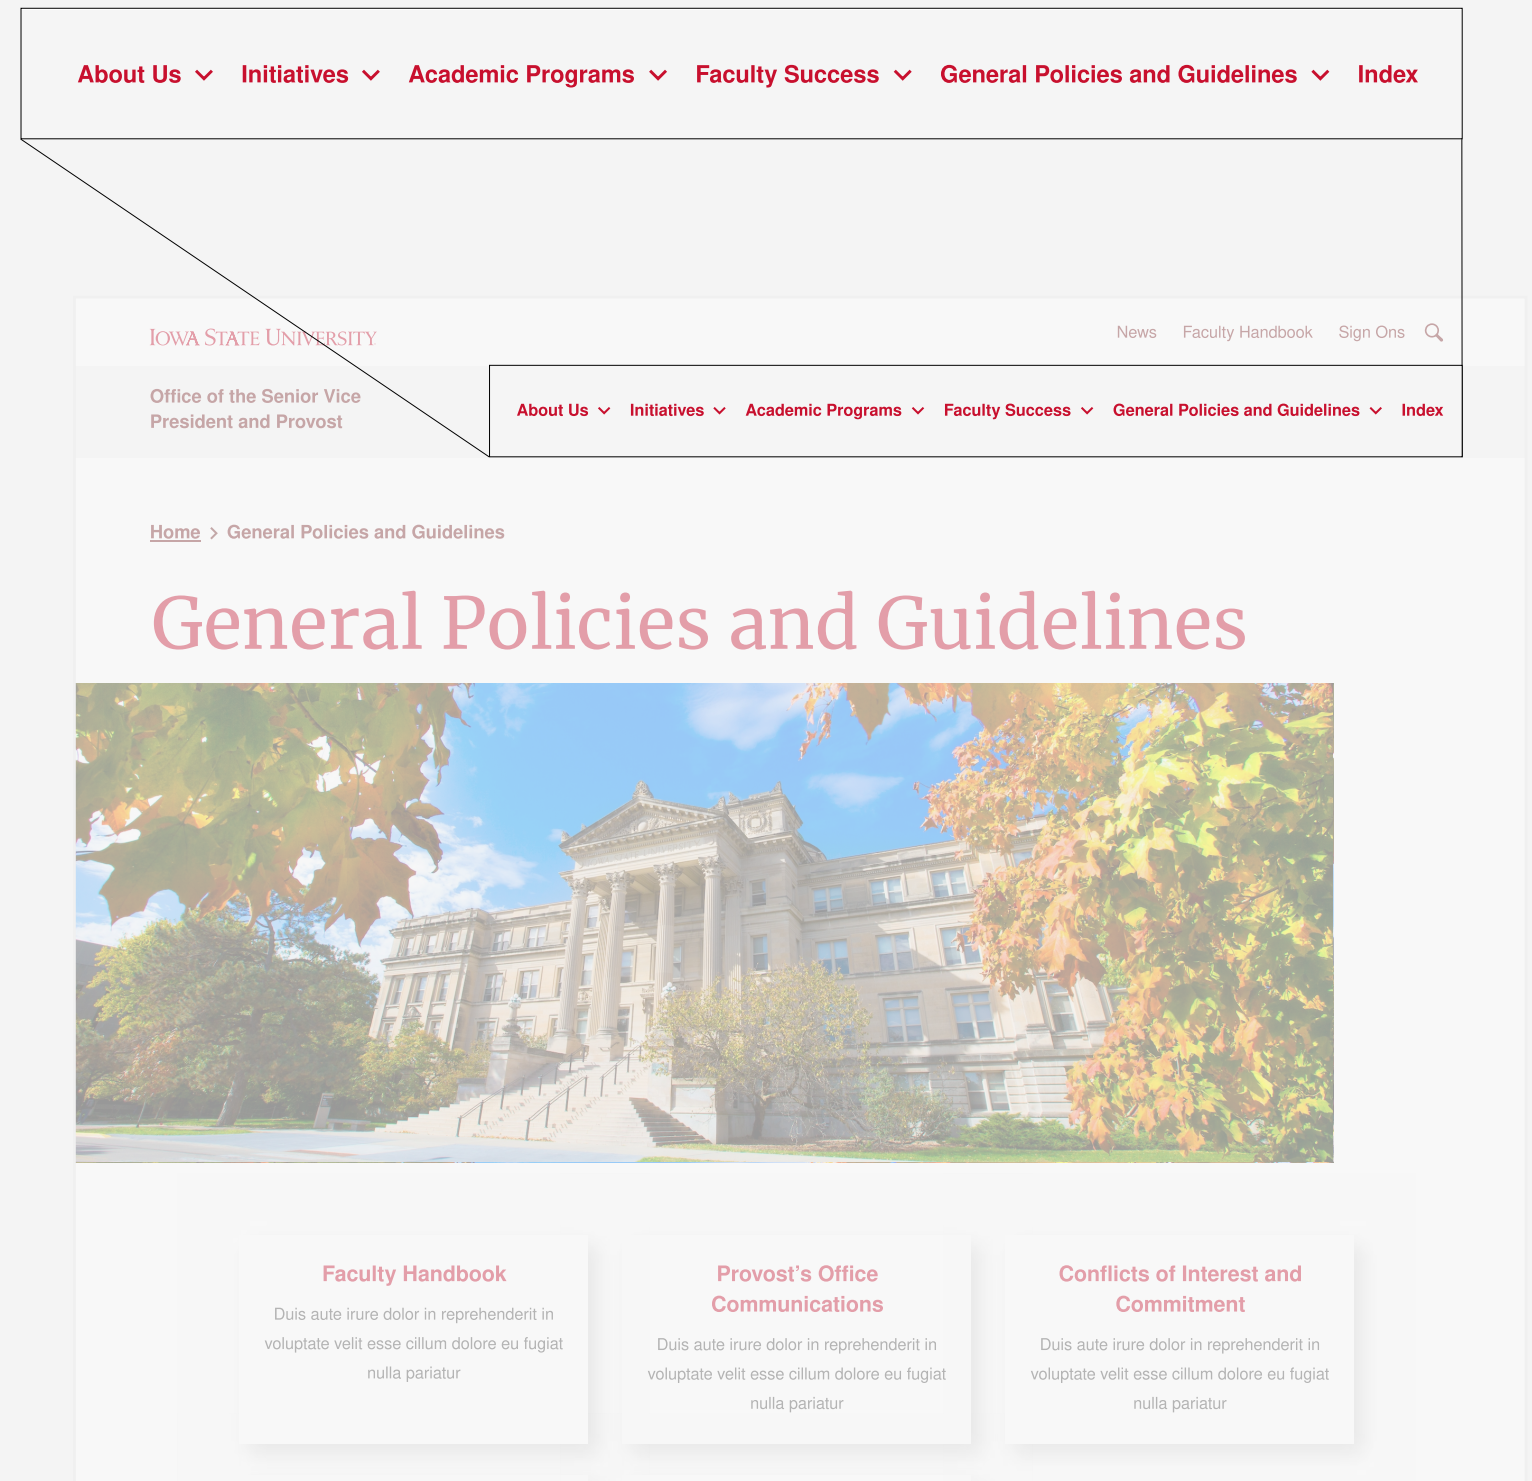 About Us Initiatives Academic Programs Faculty Success General Policies and Guidelines Index
IOWA STATE UNIVERSITY
News Faculty Handbook Sign Ons
Office of the Senior Vice
President and Provost
About Us Initiatives Academic Programs Faculty Success General Policies and Guidelines Index
Home > General Policies and Guidelines
General Policies and Guidelines
Faculty Handbook
Duis aute irure dolor in reprehenderit in
voluptate velit esse cillum dolore eu fugiat
nulla pariatur
Provost’s Office
Communications
Duis aute irure dolor in reprehenderit in
voluptate velit esse cillum dolore eu fugiat
nulla pariatur
Conflicts of Interest and
Commitment
Duis aute irure dolor in reprehenderit in
voluptate velit esse cillum dolore eu fugiat
nulla pariatur